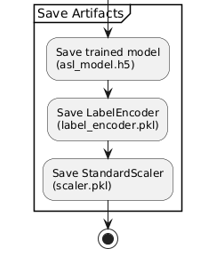 Save Artifacts
Save trained model
(asl_model.h5)
Save LabelEncoder
(label_encoder.pkl)
Save StandardScaler
(scaler.pkl)